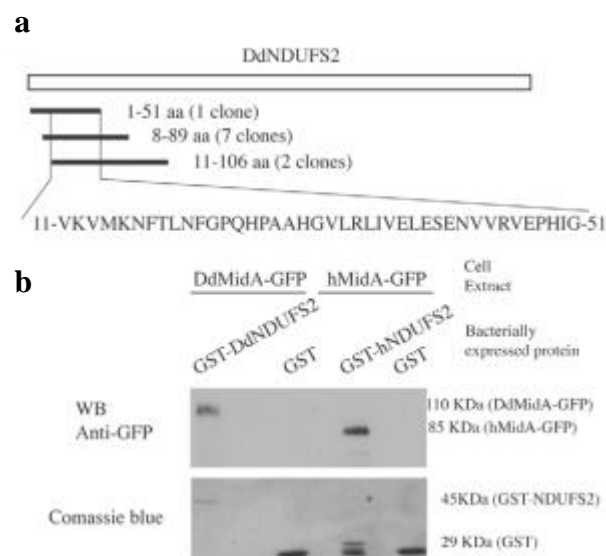 a
DdNDUFS2
1-51 aa (1 clone)
8-89 aa (7 clones)
11-106 aa (2 clones)
11-VKVMKNFTLNFGPQHPAAHGVLRLIVELESENVVRVEPHIG-51
b
DdMidA-GFP hMidA-GFP Cell Extract
GST-DdNDUFS2 GST GST-hNDUFS2 GST Bacterially expressed protein
WB Anti-GFP
110 KDa (DdMidA-GFP)
85 KDa (hMidA-GFP)
Comassie blue
45KDa (GST-NDUFS2)
29 KDa (GST)